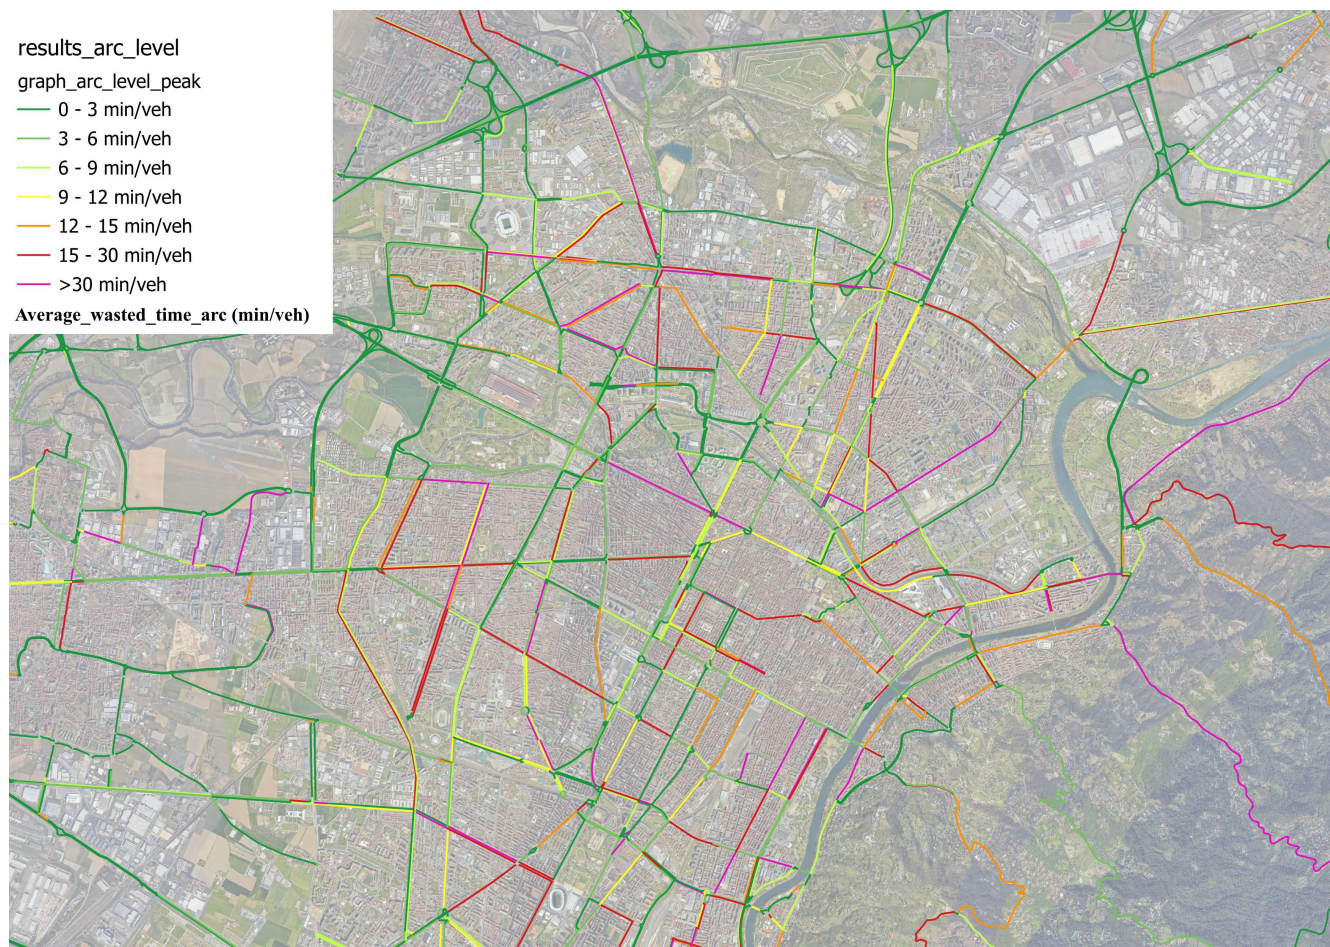 results_arc_level
graph_arc_level_peak
0 - 3 min/veh
3 - 6 min/veh
6 - 9 min/veh
9 - 12 min/veh
12 - 15 min/veh
15 - 30 min/veh
>30 min/veh
Average_wasted_time_arc (min/veh)